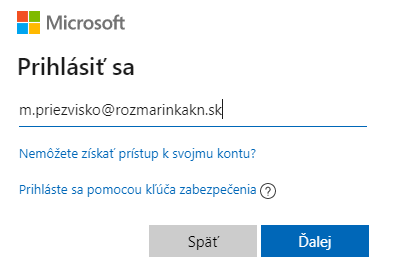 Microsoft
Prihlásiť sa
m.priezvisko@rozmarinkakn.sk
Nemôžete získať prístup k svojmu kontu?
Prihláste sa pomocou kľúča zabezpečenia ?
Späť
Ďalej